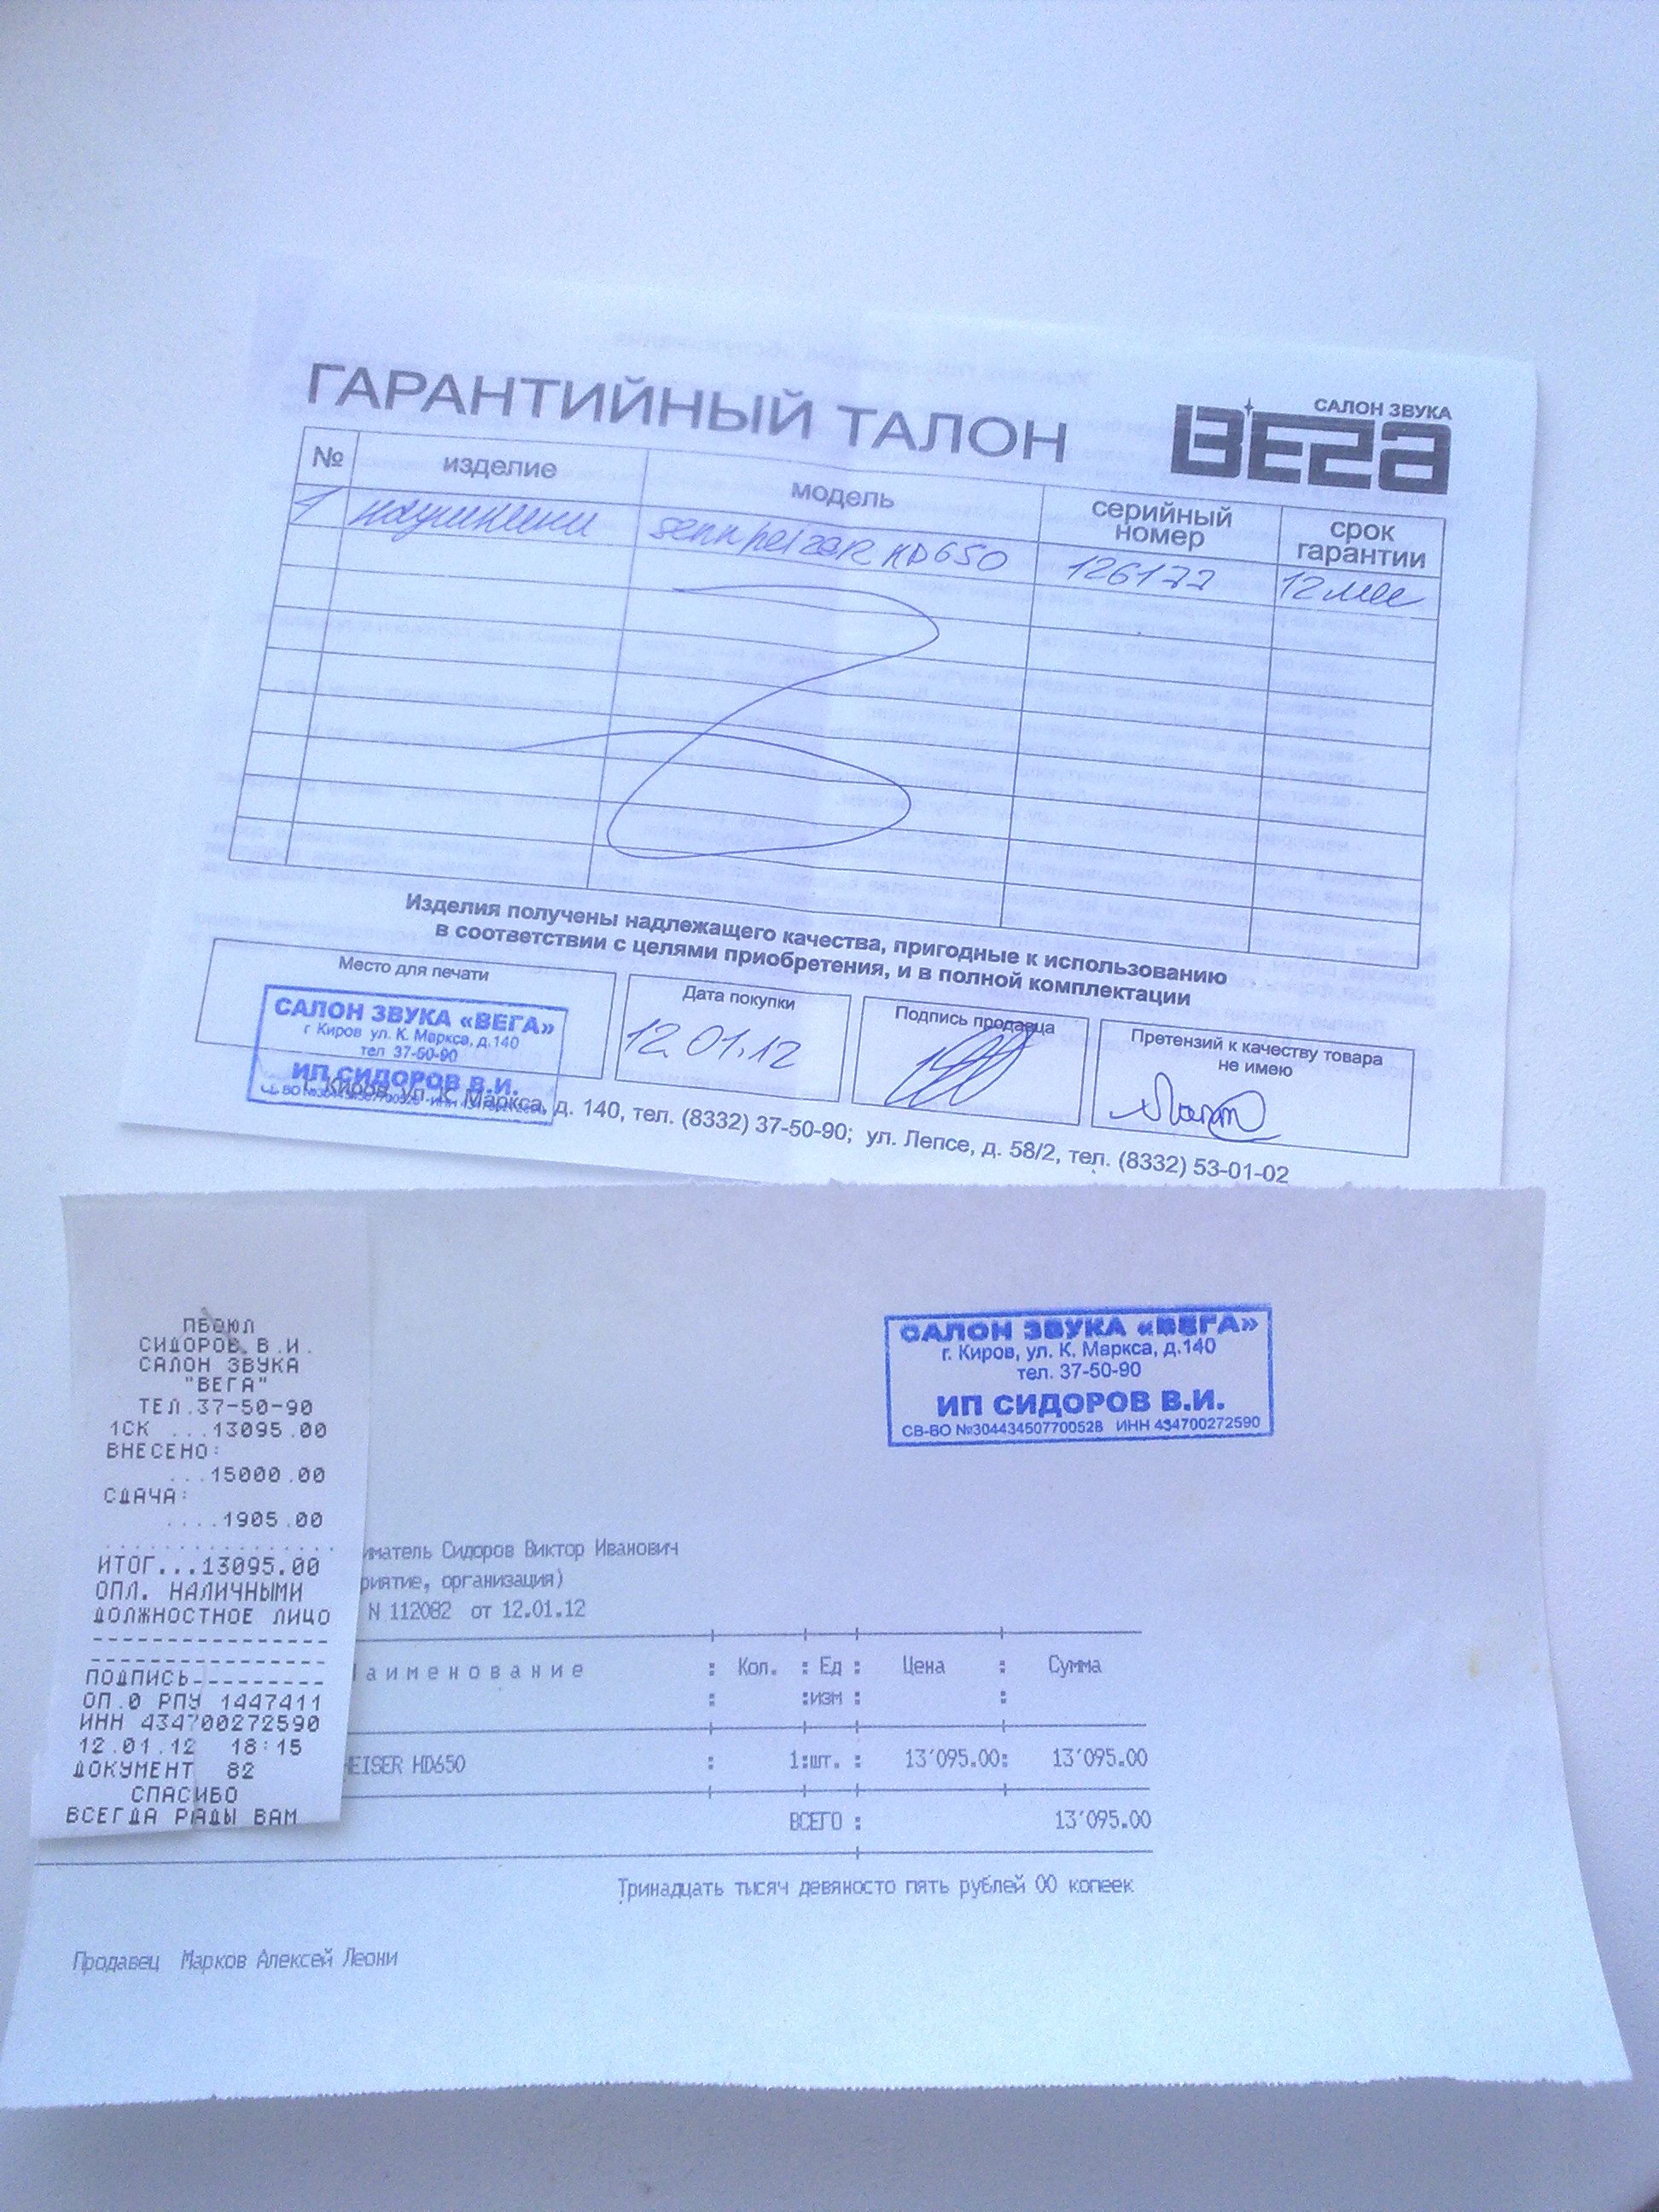 ГАРАНТИЙНЫЙ ТАЛОН
САЛОН ЗВУКА
ВЕГА
№ изделие модель серийный номер срок гарантии
1 наушники Sennheizer HD650 126177 12 мес
Изделия получены надлежащего качества, пригодные к использованию
в соответствии с целями приобретения, и в полной комплектации
Место для печати
САЛОН ЗВУКА «ВЕГА»
г Киров ул. К. Маркса, д.140
тел 37-50-90
ИП СИДОРОВ В.И.
Дата покупки
12.01.12
Подпись продавца
Претензий к качеству товара
не имею
г. Киров, ул. К. Маркса, д. 140, тел. (8332) 37-50-90; ул. Лепсе, д. 58/2, тел. (8332) 53-01-02
ПБОЮЛ
СИДОРОВ В.И.
САЛОН ЗВУКА
"ВЕГА"
ТЕЛ.37-50-90
1СК ...13095.00
ВНЕСЕНО:
...15000.00
СДАЧА:
....1905.00
ИТОГ...13095.00
ОПЛ. НАЛИЧНЫМИ
ДОЛЖНОСТНОЕ ЛИЦО
ПОДПИСЬ---------
ОП.0 РПУ 1447411
ИНН 434700272590
12.01.12 18:15
ДОКУМЕНТ 82
СПАСИБО
ВСЕГДА РАДЫ ВАМ
САЛОН ЗВУКА «ВЕГА»
г. Киров, ул. К. Маркса, д.140
тел. 37-50-90
ИП СИДОРОВ В.И.
СВ-ВО №304434507700528 ИНН 434700272590
иматель Сидоров Виктор Иванович
риятие, организация)
N 112082 от 12.01.12
аименование : Кол. : Ед : Цена : Сумма
: :изм : :
EISER HD650 : 1:шт. : 13'095.00: 13'095.00
ВСЕГО : 13'095.00
Тринадцать тысяч девяносто пять рублей 00 копеек
Продавец Марков Алексей Леони